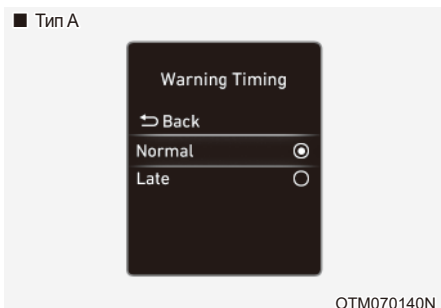 ■ Тип A
Warning Timing
Back
Normal
Late
OTM070140N